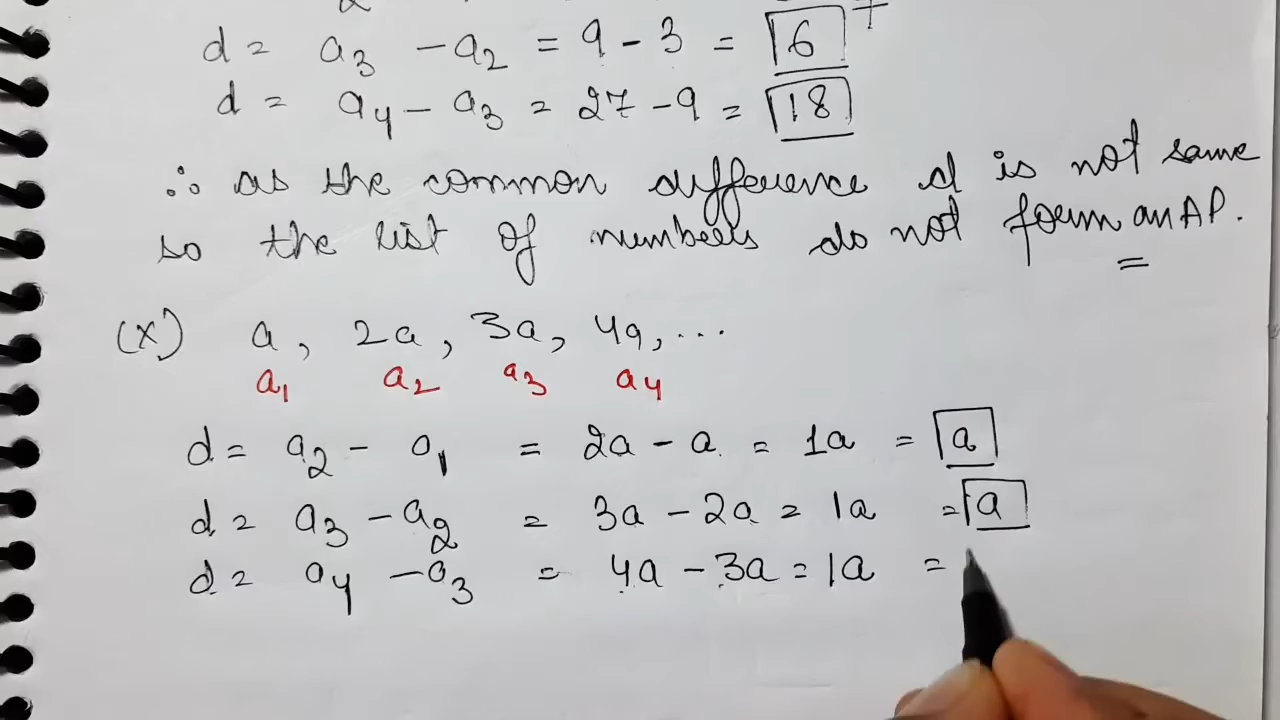 2
d = a3 - a2 = 9 - 3 = 6
d = a4 - a3 = 27 - 9 = 18
∴ as the common difference d is not same
so the list of numbers do not form an AP.
(X) a, 2a, 3a, 4a, ...
a1 a2 a3 a4
d = a2 - a1 = 2a - a = 1a = a
d = a3 - a2 = 3a - 2a = 1a = a
d = a4 - a3 = 4a - 3a = 1a =